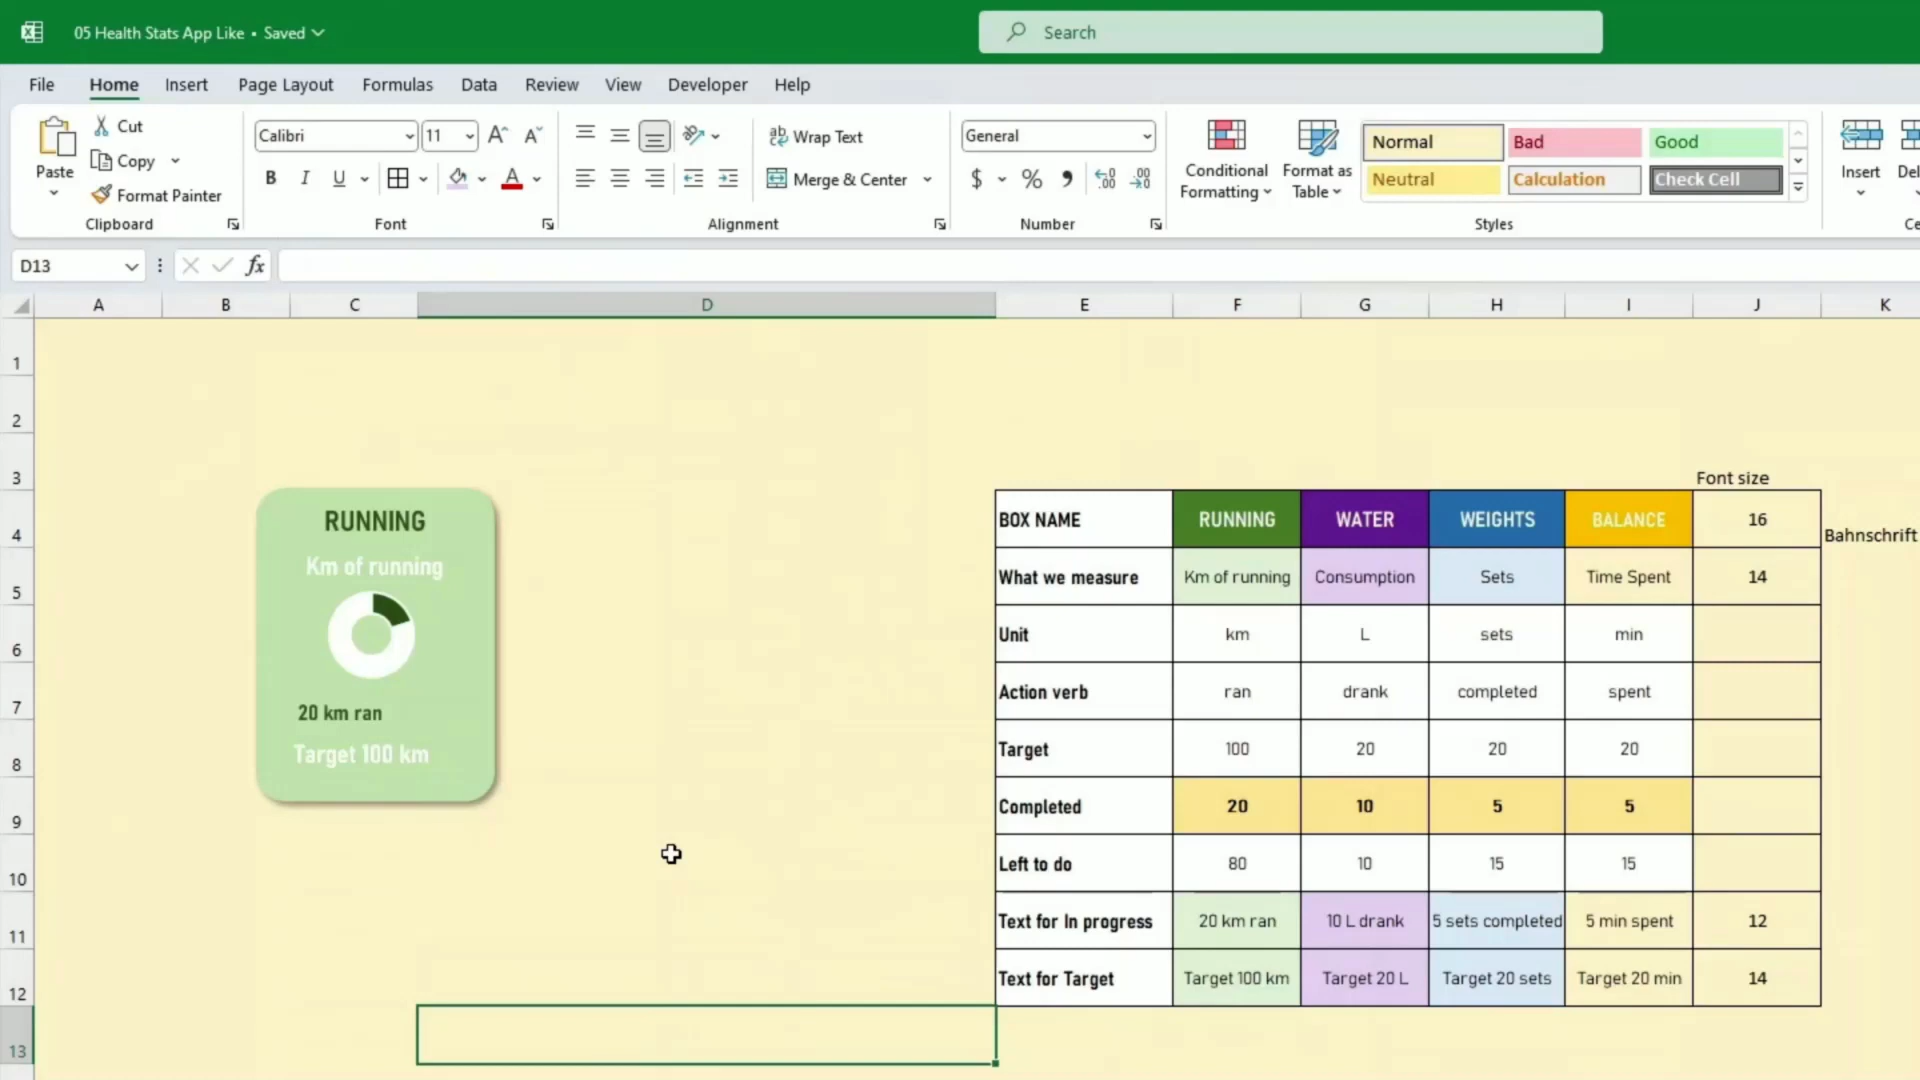 05 Health Stats App Like • Saved
Search
File Home Insert Page Layout Formulas Data Review View Developer Help
Paste
Cut
Copy
Format Painter
Clipboard
Calibri 11
B I U
Font
Wrap Text
Merge & Center
Alignment
General
$ % ,
Number
Conditional Formatting
Format as Table
Normal Bad Good
Neutral Calculation Check Cell
Styles
Insert
D13
fx
A B C D E F G H I J K
1
2
3
4
5
6
7
8
9
10
11
12
13
RUNNING
Km of running
20 km ran
Target 100 km
Font size
BOX NAME RUNNING WATER WEIGHTS BALANCE 16
Bahnschrift
What we measure Km of running Consumption Sets Time Spent 14
Unit km L sets min
Action verb ran drank completed spent
Target 100 20 20 20
Completed 20 10 5 5
Left to do 80 10 15 15
Text for In progress 20 km ran 10 L drank 5 sets completed 5 min spent 12
Text for Target Target 100 km Target 20 L Target 20 sets Target 20 min 14